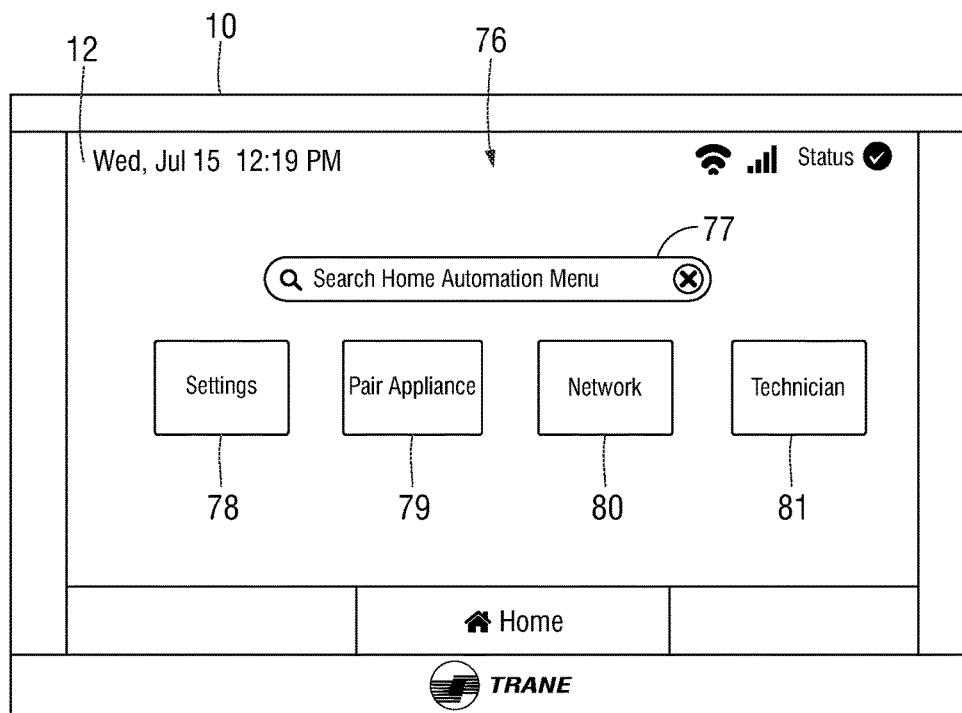 10
12
76
Wed, Jul 15 12:19 PM
Status
77
Search Home Automation Menu
Settings
Pair Appliance
Network
Technician
78
79
80
81
Home
TRANE